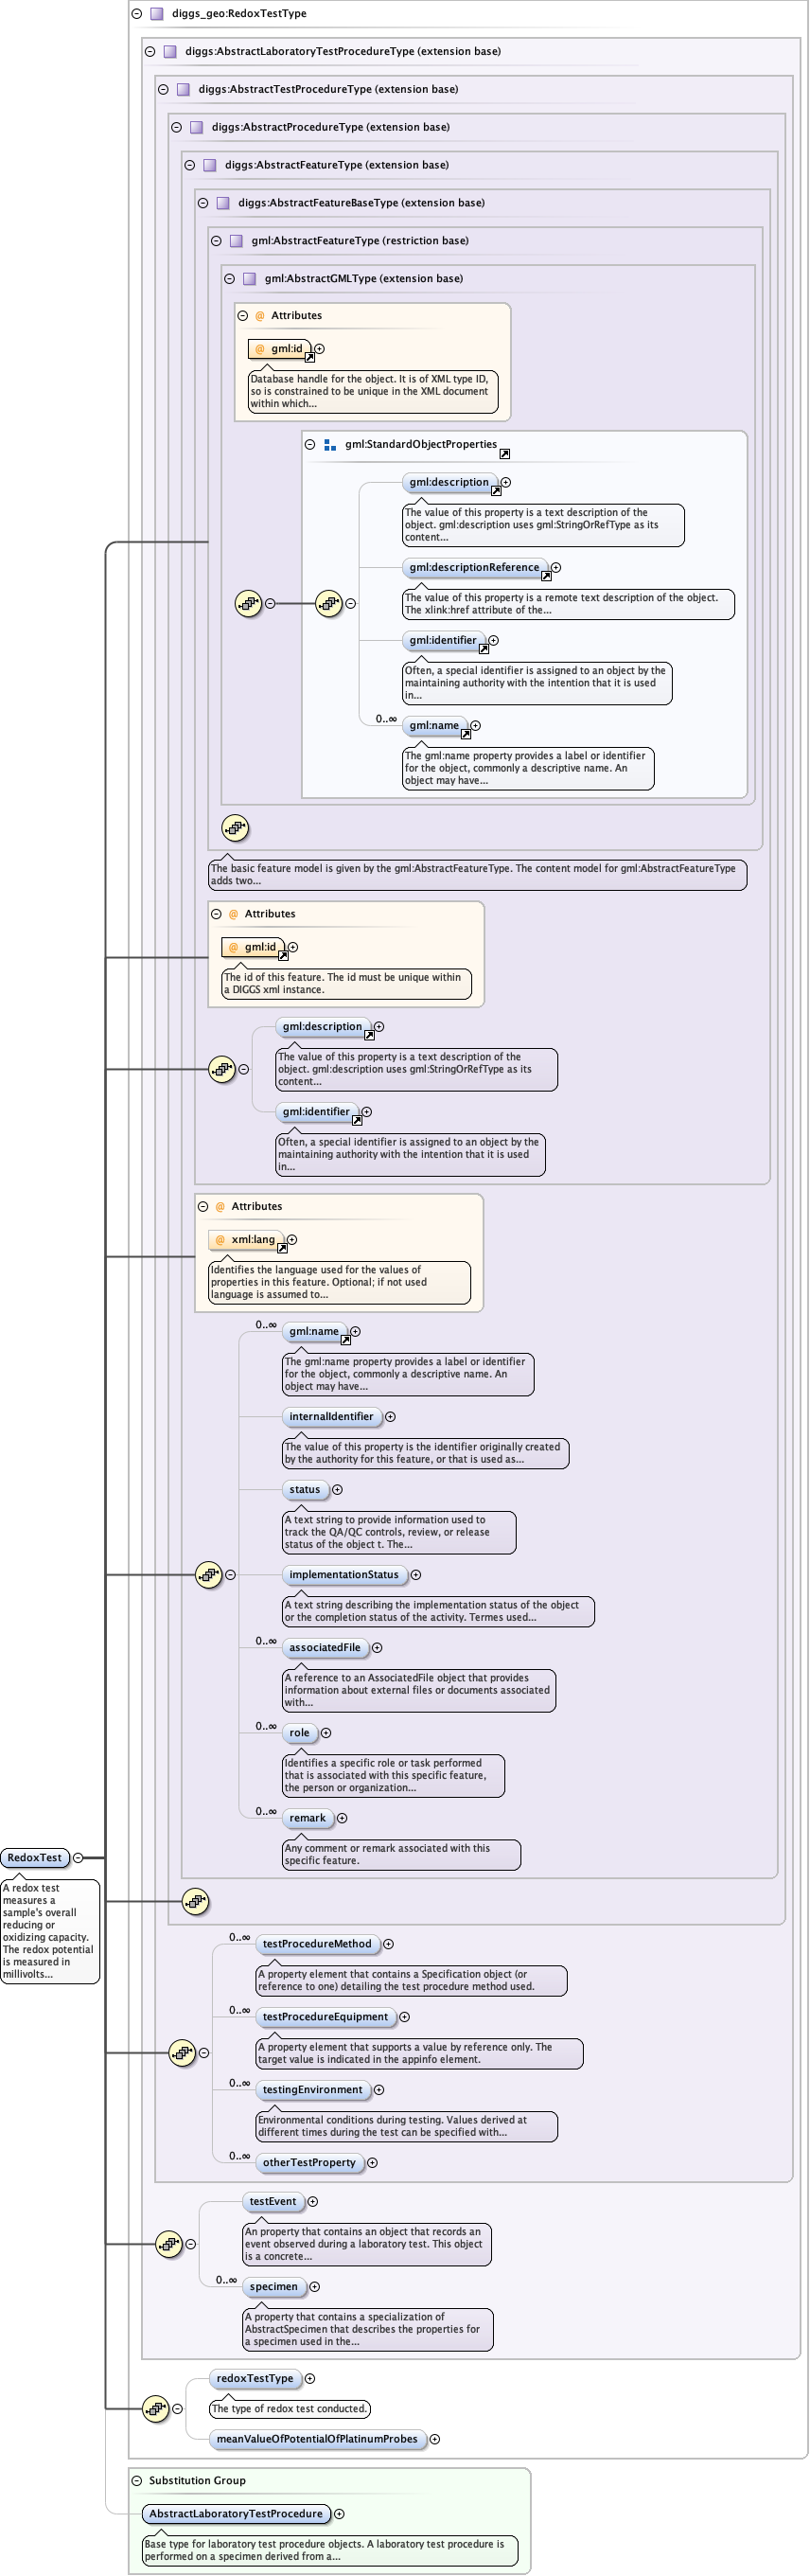 diggs_geo:RedoxTestType
diggs:AbstractLaboratoryTestProcedureType (extension base)
diggs:AbstractTestProcedureType (extension base)
diggs:AbstractProcedureType (extension base)
diggs:AbstractFeatureType (extension base)
diggs:AbstractFeatureBaseType (extension base)
gml:AbstractFeatureType (restriction base)
gml:AbstractGMLType (extension base)
@ Attributes
@ gml:id
Database handle for the object. It is of XML type ID,
so is constrained to be unique in the XML document
within which...
gml:StandardObjectProperties
gml:description
The value of this property is a text description of the
object. gml:description uses gml:StringOrRefType as its
content...
gml:descriptionReference
The value of this property is a remote text description of the object.
The xlink:href attribute of the...
gml:identifier
Often, a special identifier is assigned to an object by the
maintaining authority with the intention that it is used
in...
0..∞
gml:name
The gml:name property provides a label or identifier
for the object, commonly a descriptive name. An
object may have...
The basic feature model is given by the gml:AbstractFeatureType. The content model for gml:AbstractFeatureType
adds two...
@ Attributes
@ gml:id
The id of this feature. The id must be unique within
a DIGGS xml instance.
gml:description
The value of this property is a text description of the
object. gml:description uses gml:StringOrRefType as its
content...
gml:identifier
Often, a special identifier is assigned to an object by the
maintaining authority with the intention that it is used
in...
@ Attributes
@ xml:lang
Identifies the language used for the values of
properties in this feature. Optional; if not used
language is assumed to...
0..∞
gml:name
The gml:name property provides a label or identifier
for the object, commonly a descriptive name. An
object may have...
internalIdentifier
The value of this property is the identifier originally created
by the authority for this feature, or that is used as...
status
A text string to provide information used to
track the QA/QC controls, review, or release
status of the object t. The...
implementationStatus
A text string describing the implementation status of the object
or the completion status of the activity. Termes used...
0..∞
associatedFile
A reference to an AssociatedFile object that provides
information about external files or documents associated
with...
0..∞
role
Identifies a specific role or task performed
that is associated with this specific feature,
the person or organization...
0..∞
remark
Any comment or remark associated with this
specific feature.
RedoxTest
A redox test
measures a
sample's overall
reducing or
oxidizing capacity.
The redox potential
is measured in
millivolts...
0..∞
testProcedureMethod
A property element that contains a Specification object (or
reference to one) detailing the test procedure method used.
0..∞
testProcedureEquipment
A property element that supports a value by reference only. The
target value is indicated in the appinfo element.
0..∞
testingEnvironment
Environmental conditions during testing. Values derived at
different times during the test can be specified with...
0..∞
otherTestProperty
testEvent
An property that contains an object that records an
event observed during a laboratory test. This object
is a concrete...
0..∞
specimen
A property that contains a specialization of
AbstractSpecimen that describes the properties for
a specimen used in the...
redoxTestType
The type of redox test conducted.
meanValueOfPotentialOfPlatinumProbes
Substitution Group
AbstractLaboratoryTestProcedure
Base type for laboratory test procedure objects. A laboratory test procedure is
performed on a specimen derived from a...